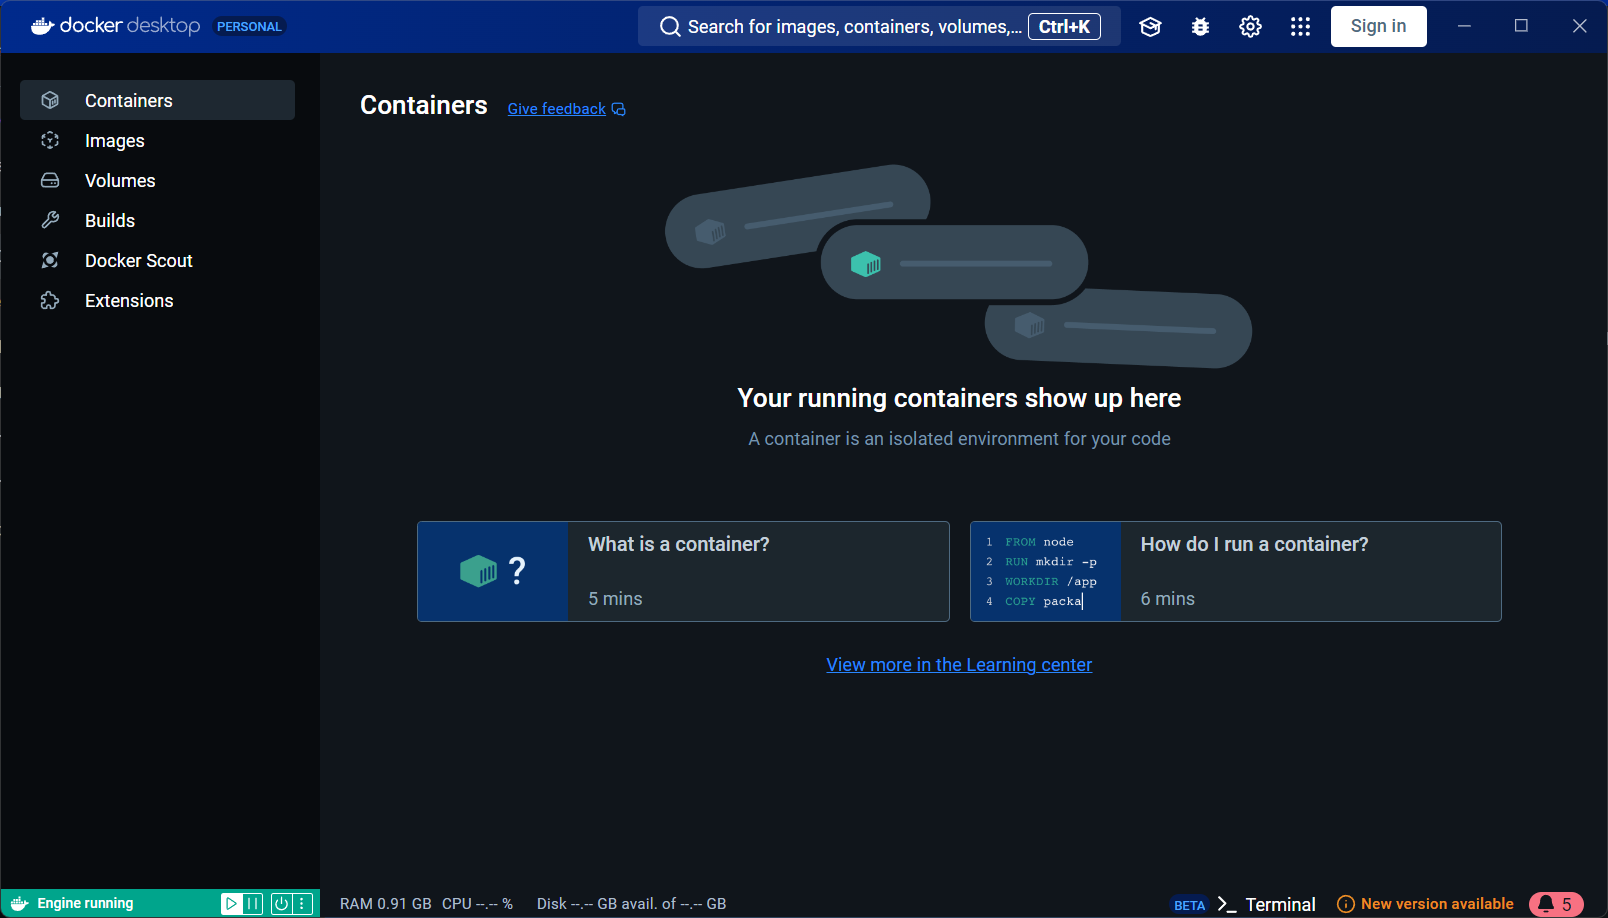 docker desktop PERSONAL
Search for images, containers, volumes,... Ctrl+K
Sign in
Containers
Images
Volumes
Builds
Docker Scout
Extensions
Containers Give feedback
Your running containers show up here
A container is an isolated environment for your code
?
What is a container?
5 mins
1 FROM node
2 RUN mkdir -p
3 WORKDIR /app
4 COPY packa
How do I run a container?
6 mins
View more in the Learning center
Engine running
RAM 0.91 GB CPU --.-- % Disk --.-- GB avail. of --.-- GB
BETA Terminal
New version available
5